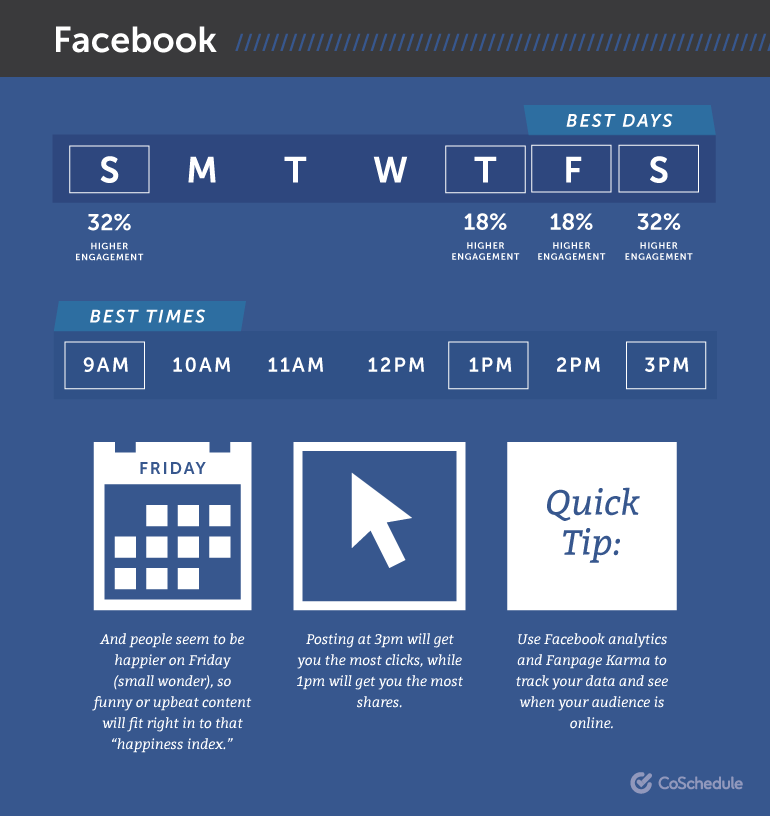 Facebook
BEST DAYS
S M T W T F S
32% 18% 18% 32%
HIGHER HIGHER HIGHER HIGHER
ENGAGEMENT ENGAGEMENT ENGAGEMENT ENGAGEMENT
BEST TIMES
9AM 10AM 11AM 12PM 1PM 2PM 3PM
FRIDAY
And people seem to be
happier on Friday
(small wonder), so
funny or upbeat content
will fit right in to that
“happiness index.”
Posting at 3pm will get
you the most clicks, while
1pm will get you the most
shares.
Quick
Tip:
Use Facebook analytics
and Fanpage Karma to
track your data and see
when your audience is
online.
CoSchedule